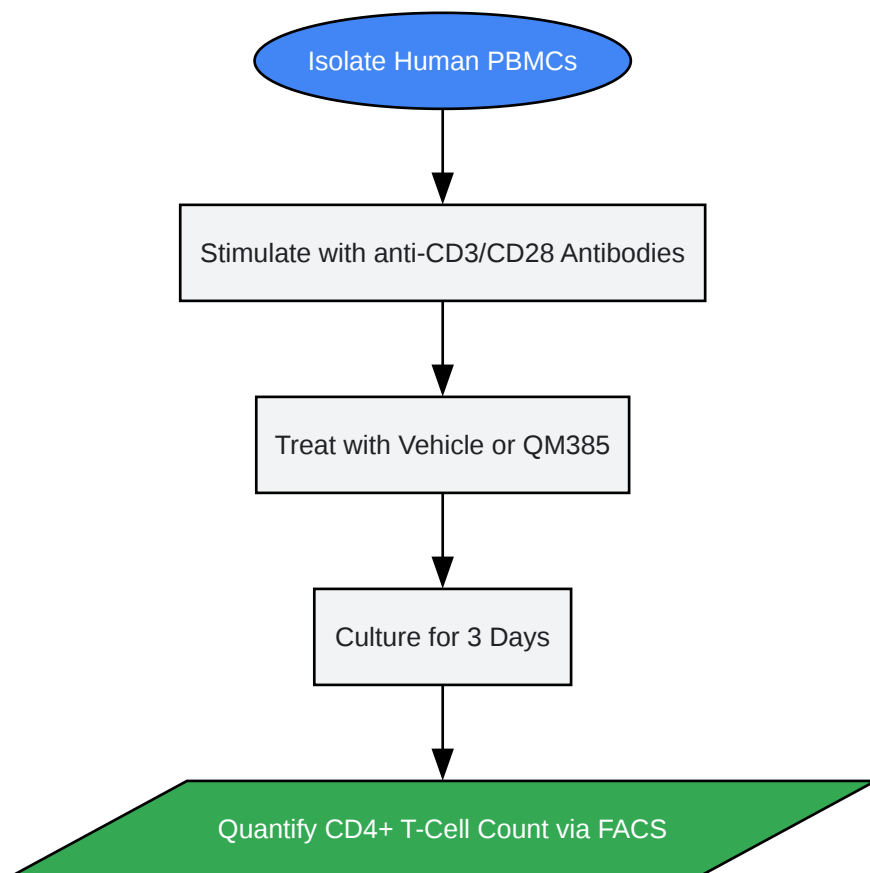 Isolate Human PBMCs
Stimulate with anti-CD3/CD28 Antibodies
Treat with Vehicle or QM385
Culture for 3 Days
Quantify CD4+ T-Cell Count via FACS